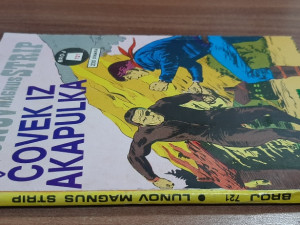 LUNOV MAGNUS STRIP
ČOVEK IZ
AKAPULKA
BROJ 721 • LUNOV MAGNUS STRIP